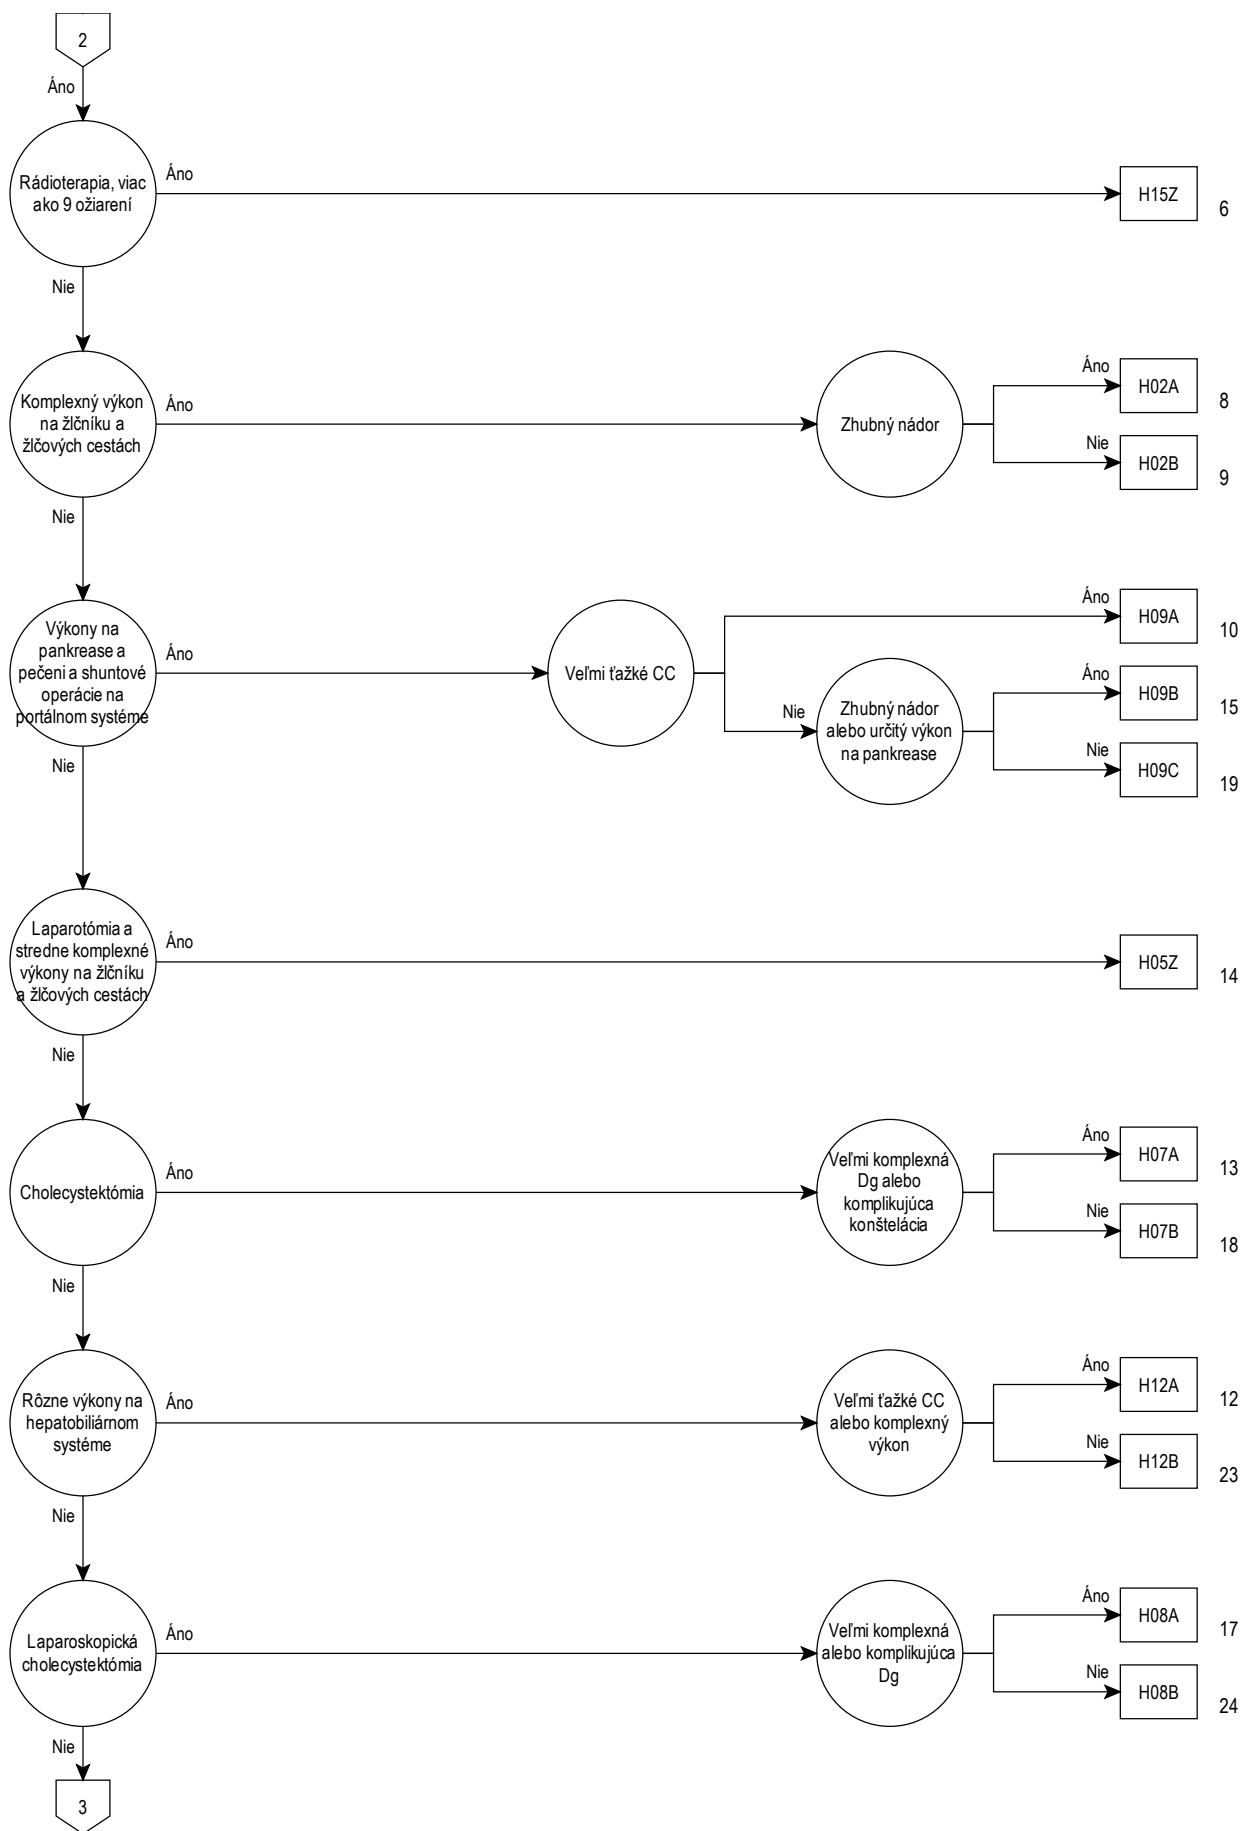 2
Áno
Rádioterapia, viac
ako 9 ožiarení
Áno
H15Z
6
Nie
Komplexný výkon
na žlčníku a
žlčových cestách
Áno
Zhubný nádor
Áno
H02A
8
Nie
H02B
9
Nie
Výkony na
pankrease a
pečeni a shuntové
operácie na
portálnom systéme
Áno
Veľmi ťažké CC
Áno
H09A
10
Nie
Zhubný nádor
alebo určitý výkon
na pankrease
Áno
H09B
15
Nie
H09C
19
Nie
Laparotómia a
stredne komplexné
výkony na žlčníku
a žlčových cestách
Áno
H05Z
14
Nie
Cholecystektómia
Áno
Veľmi komplexná
Dg alebo
komplikujúca
konštelácia
Áno
H07A
13
Nie
H07B
18
Nie
Rôzne výkony na
hepatobiliárnom
systéme
Áno
Veľmi ťažké CC
alebo komplexný
výkon
Áno
H12A
12
Nie
H12B
23
Nie
Laparoskopická
cholecystektómia
Áno
Veľmi komplexná
alebo komplikujúca
Dg
Áno
H08A
17
Nie
H08B
24
Nie
3